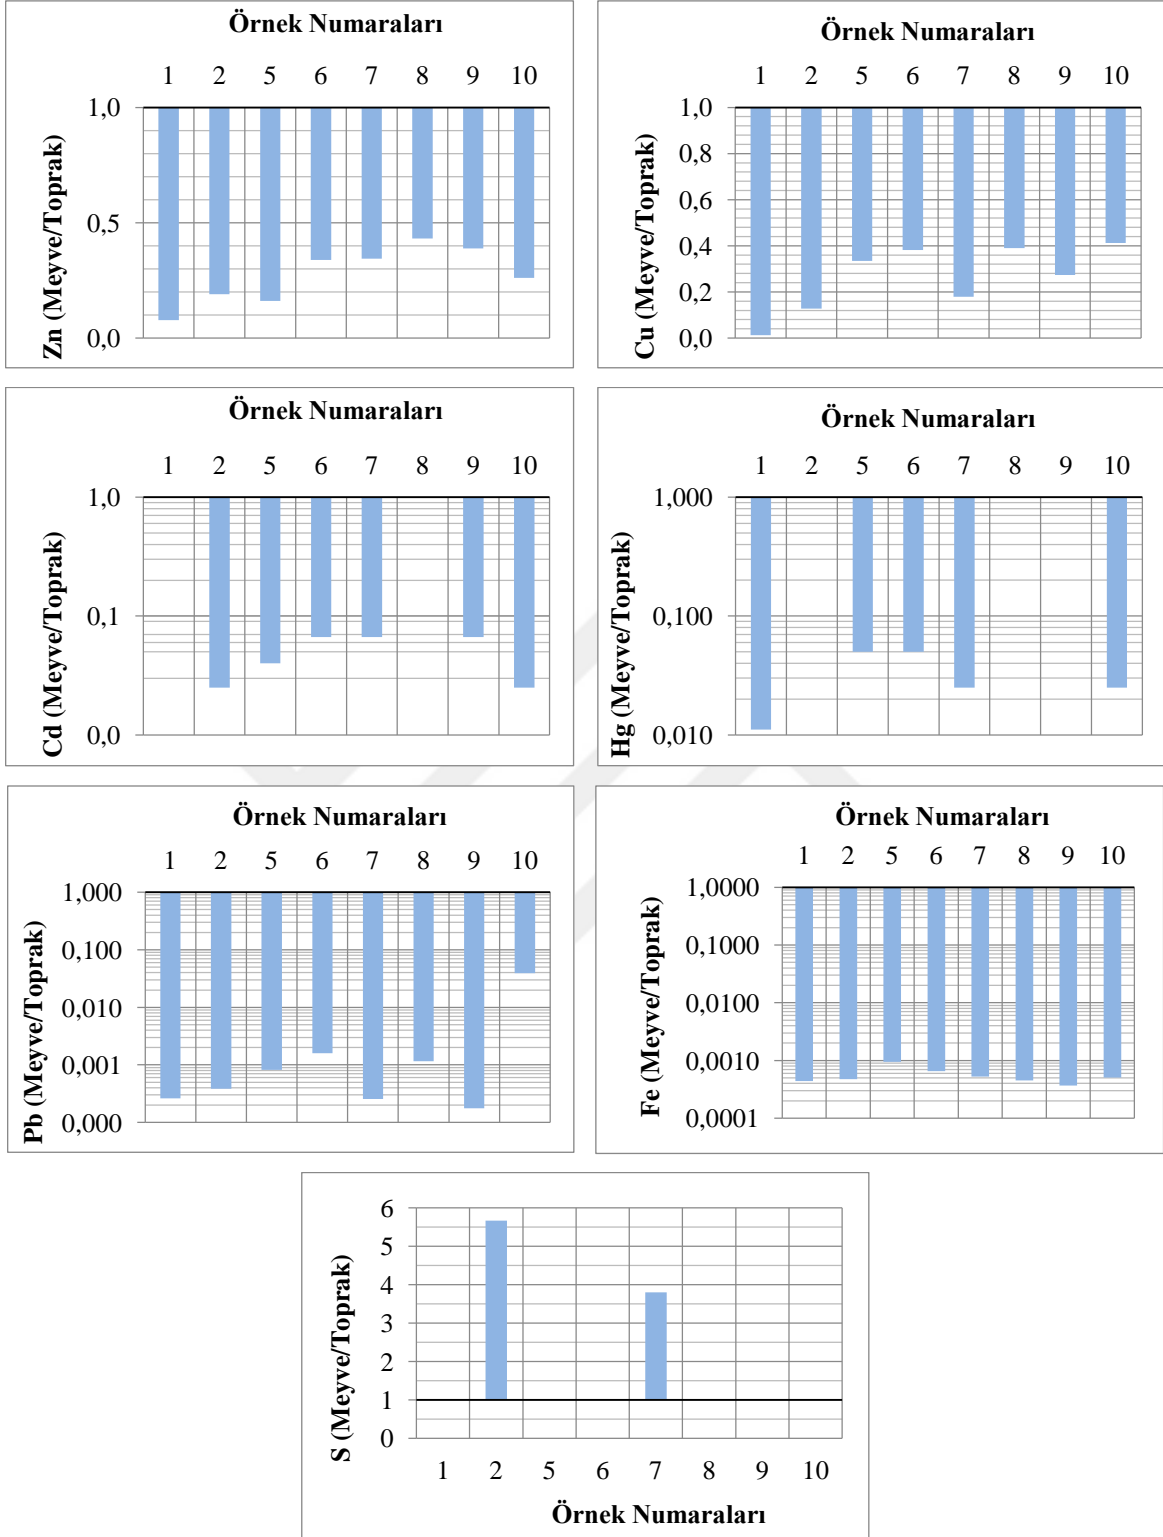 Örnek Numaraları
1 2 5 6 7 8 9 10
1,0
0,5
0,0
Zn (Meyve/Toprak)
Örnek Numaraları
1 2 5 6 7 8 9 10
1,0
0,8
0,6
0,4
0,2
0,0
Cu (Meyve/Toprak)
Örnek Numaraları
1 2 5 6 7 8 9 10
1,0
0,1
0,0
Cd (Meyve/Toprak)
Örnek Numaraları
1 2 5 6 7 8 9 10
1,000
0,100
0,010
Hg (Meyve/Toprak)
Örnek Numaraları
1 2 5 6 7 8 9 10
1,000
0,100
0,010
0,001
0,000
Pb (Meyve/Toprak)
Örnek Numaraları
1 2 5 6 7 8 9 10
1,0000
0,1000
0,0100
0,0010
0,0001
Fe (Meyve/Toprak)
6
5
4
3
2
1
0
S (Meyve/Toprak)
1 2 5 6 7 8 9 10
Örnek Numaraları